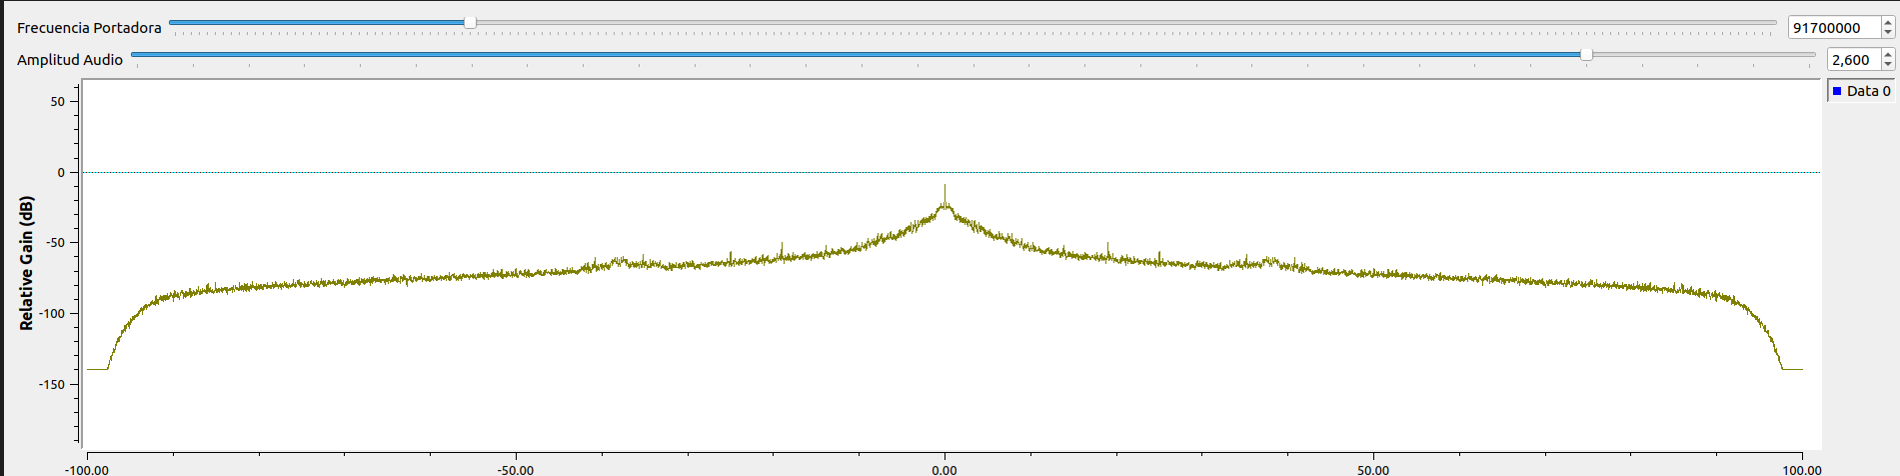 Frecuencia Portadora 91700000
Amplitud Audio 2,600
Data 0
50
0
-50
-100
-150
Relative Gain (dB)
-100.00 -50.00 0.00 50.00 100.00